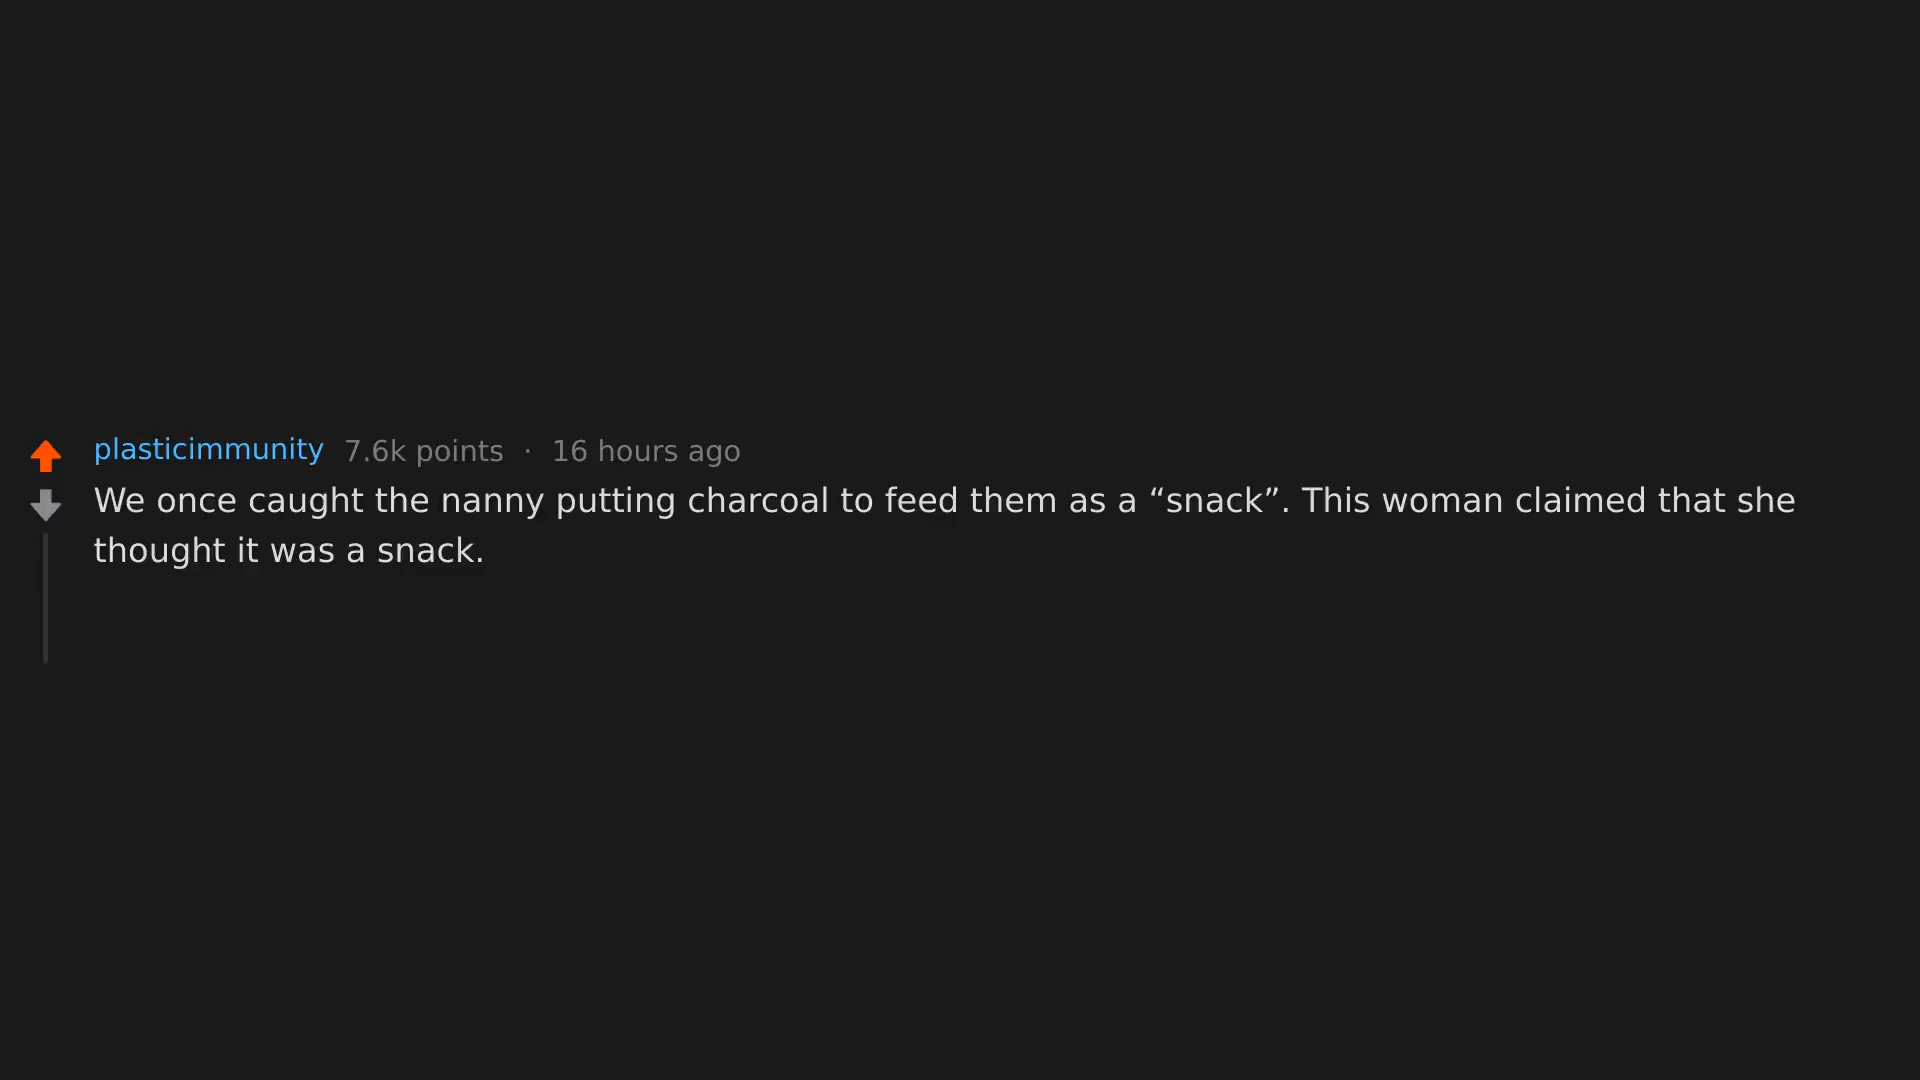 plasticimmunity 7.6k points · 16 hours ago
We once caught the nanny putting charcoal to feed them as a “snack”. This woman claimed that she
thought it was a snack.